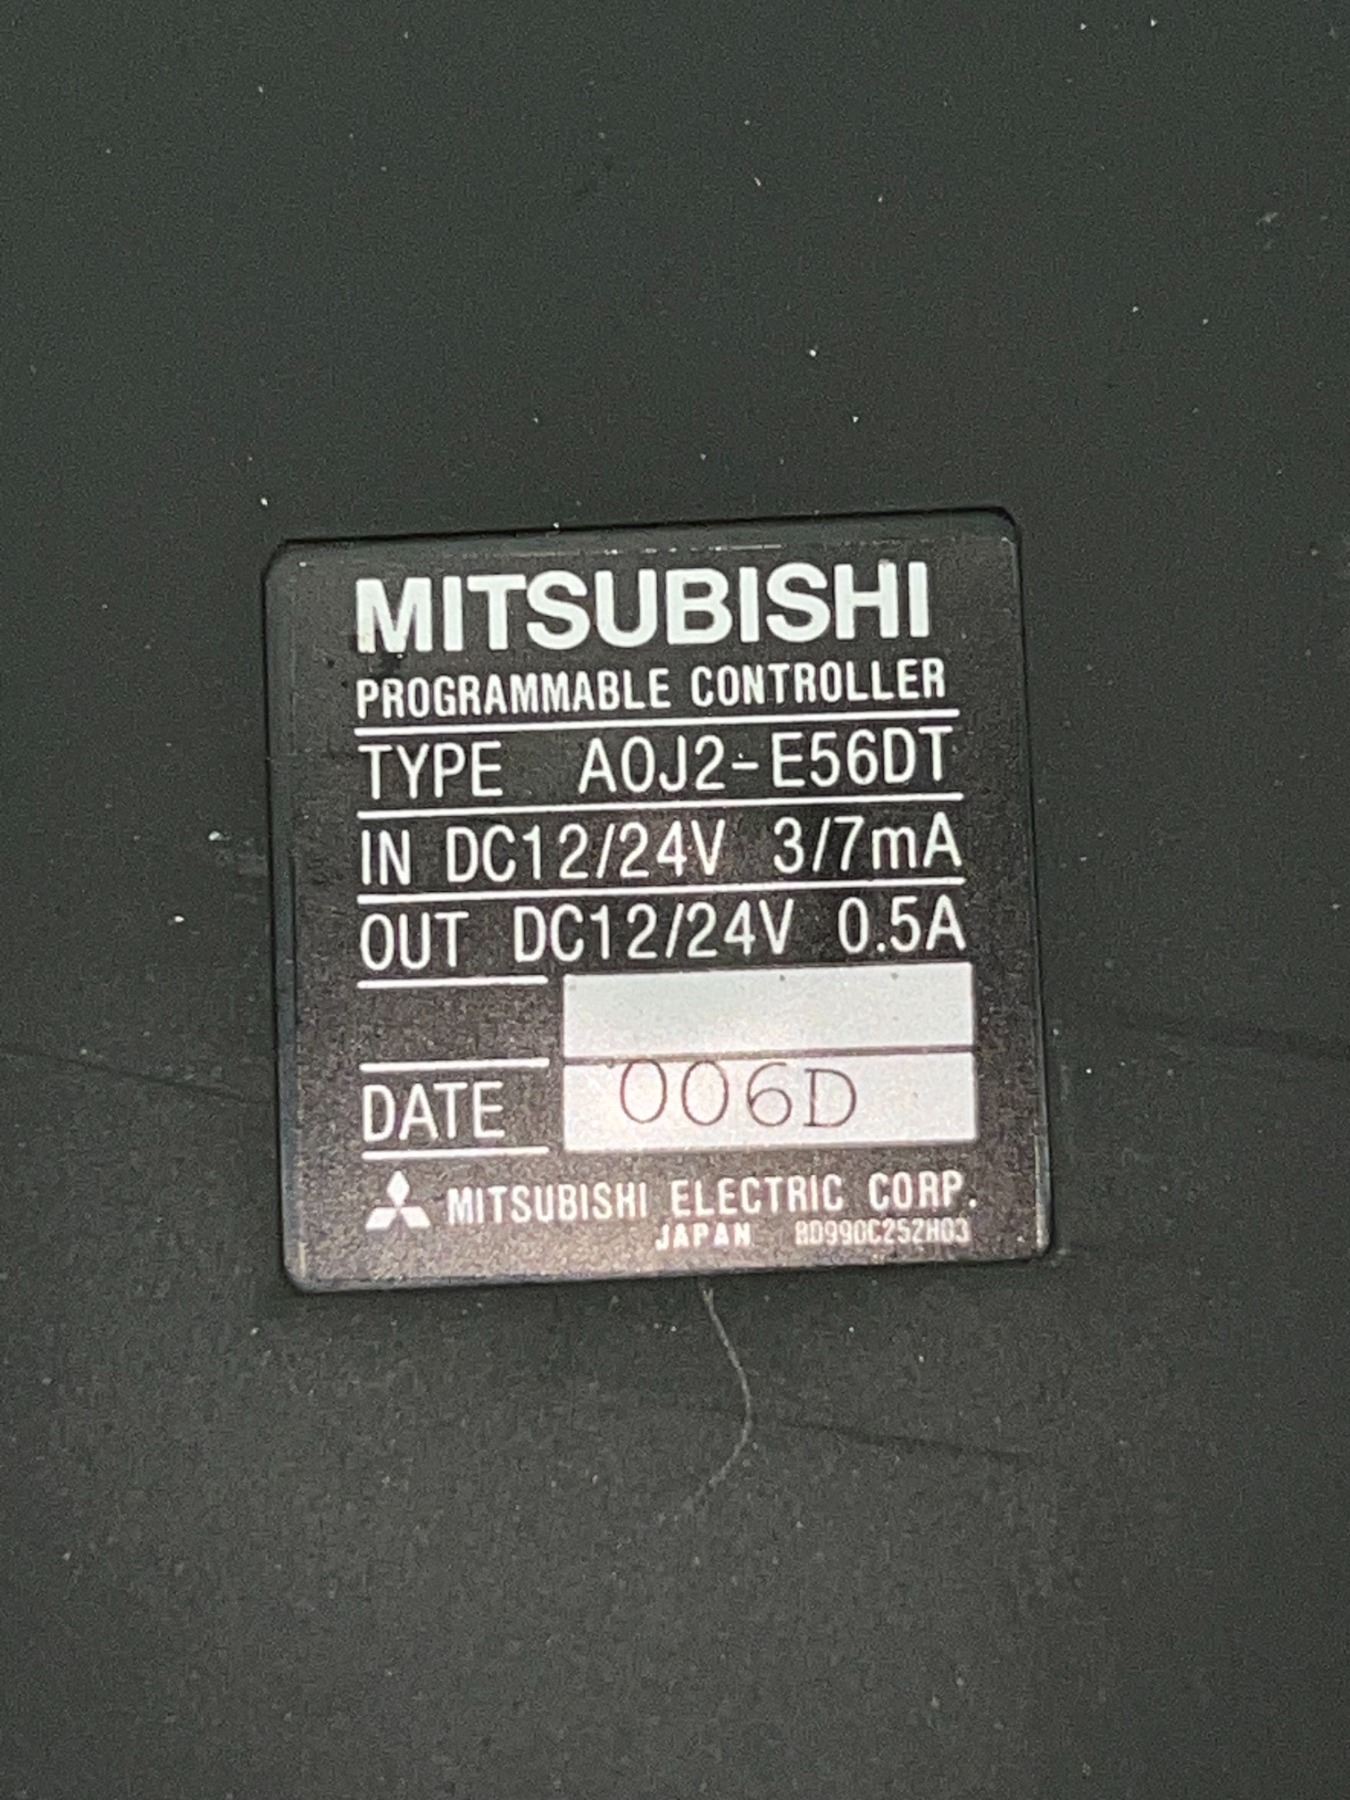 MITSUBISHI
PROGRAMMABLE CONTROLLER
TYPE A0J2-E56DT
IN DC12/24V 3/7mA
OUT DC12/24V 0.5A
DATE 006D
MITSUBISHI ELECTRIC CORP.
JAPAN BD990C252H03